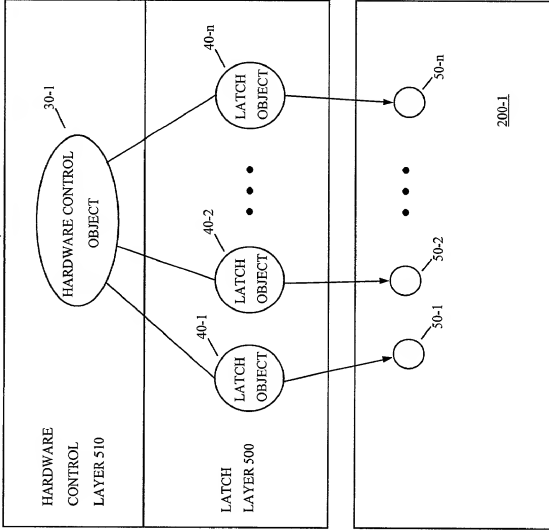 HARDWARE
CONTROL
LAYER 510
30-1
HARDWARE CONTROL
OBJECT
LATCH
LAYER 500
40-1
LATCH
OBJECT
40-2
LATCH
OBJECT
40-n
LATCH
OBJECT
50-1
50-2
50-n
200-1